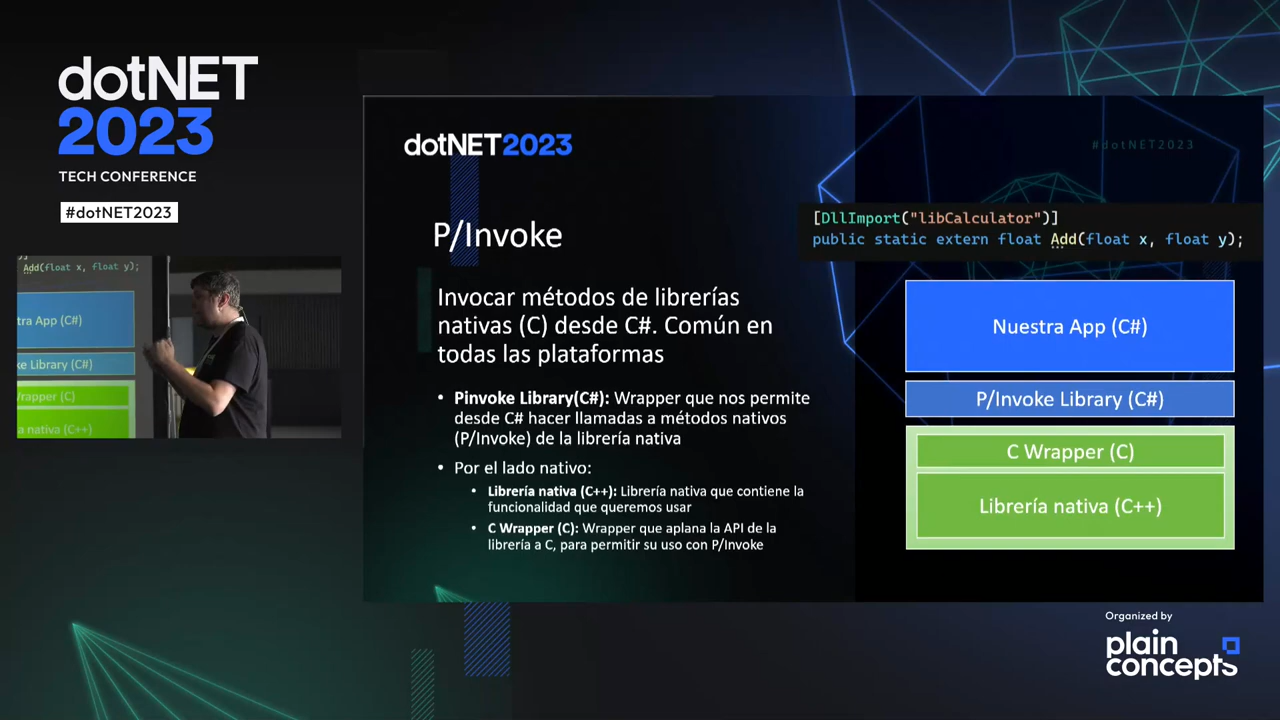 dotNET
2023
TECH CONFERENCE
#dotNET2023
Add(float x, float y);
tra App (C#)
ke Library (C#)
rapper (C)
a nativa (C++)
dotNET2023
#dotNET2023
P/Invoke
Invocar métodos de librerías
nativas (C) desde C#. Común en
todas las plataformas
• Pinvoke Library(C#): Wrapper que nos permite
desde C# hacer llamadas a métodos nativos
(P/Invoke) de la librería nativa
• Por el lado nativo:
• Librería nativa (C++): Librería nativa que contiene la
funcionalidad que queremos usar
• C Wrapper (C): Wrapper que aplana la API de la
librería a C, para permitir su uso con P/Invoke
[DllImport("libCalculator")]
public static extern float Add(float x, float y);
Nuestra App (C#)
P/Invoke Library (C#)
C Wrapper (C)
Librería nativa (C++)
Organized by
plain
concepts